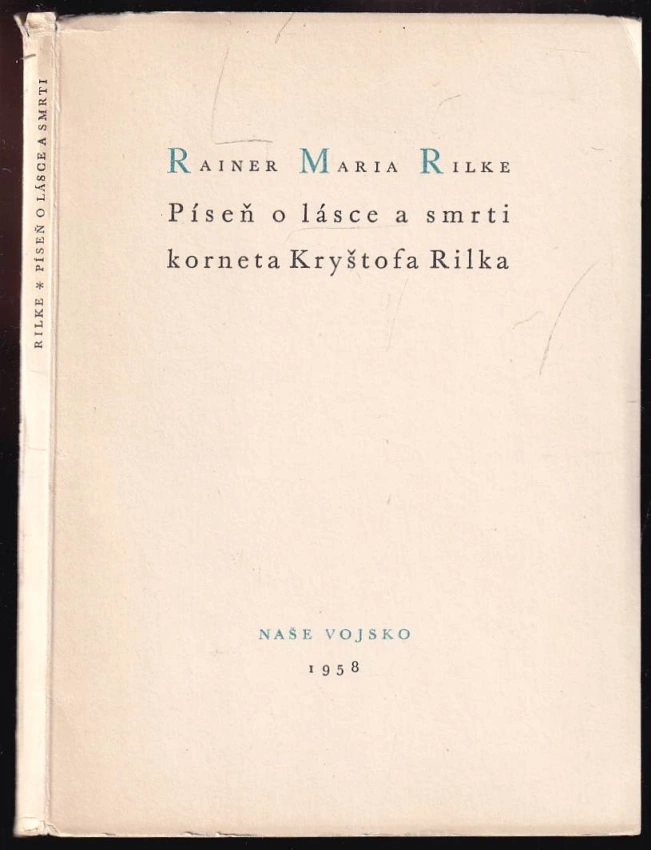 RILKE * PÍSEŇ O LÁSCE A SMRTI
RAINER MARIA RILKE
Píseň o lásce a smrti
korneta Kryštofa Rilka
NAŠE VOJSKO
1958